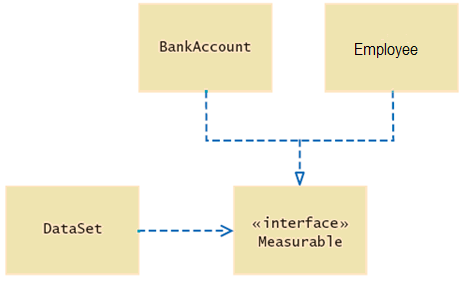 BankAccount
Employee
DataSet
«interface»
Measurable